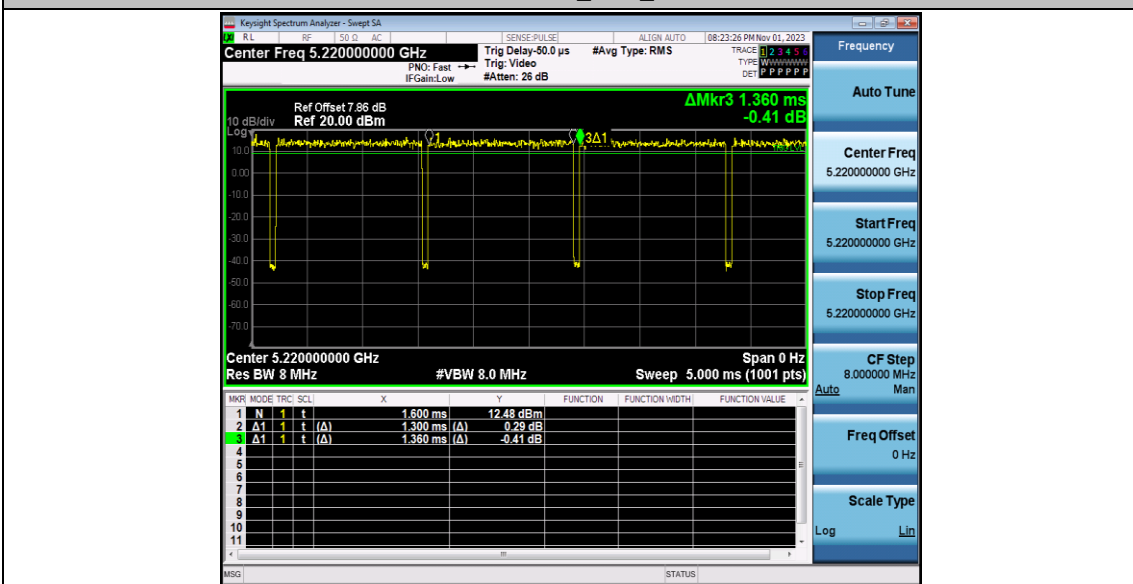 Keysight Spectrum Analyzer - Swept SA
LXI RL RF 50 Ω AC SENSE:PULSE ALIGN AUTO 08:23:26 PM Nov 01, 2023
Center Freq 5.220000000 GHz
PNO: Fast
IFGain:Low
Trig Delay-50.0 µs
Trig: Video
#Atten: 26 dB
#Avg Type: RMS
TRACE 1 2 3 4 5 6
TYPE WWWWWW
DET P P P P P P
ΔMkr3 1.360 ms
-0.41 dB
Ref Offset 7.86 dB
10 dB/div Ref 20.00 dBm
Log
1
3Δ1
10.0
0.00
-10.0
-20.0
-30.0
-40.0
-50.0
-60.0
-70.0
Center 5.220000000 GHz Span 0 Hz
Res BW 8 MHz #VBW 8.0 MHz Sweep 5.000 ms (1001 pts)
MKR MODE TRC SCL X Y FUNCTION FUNCTION WIDTH FUNCTION VALUE
1 N 1 t 1.600 ms 12.48 dBm
2 Δ1 1 t (Δ) 1.300 ms (Δ) 0.29 dB
3 Δ1 1 t (Δ) 1.360 ms (Δ) -0.41 dB
4
5
6
7
8
9
10
11
MSG STATUS
Frequency
Auto Tune
Center Freq
5.220000000 GHz
Start Freq
5.220000000 GHz
Stop Freq
5.220000000 GHz
CF Step
8.000000 MHz
Auto Man
Freq Offset
0 Hz
Scale Type
Log Lin